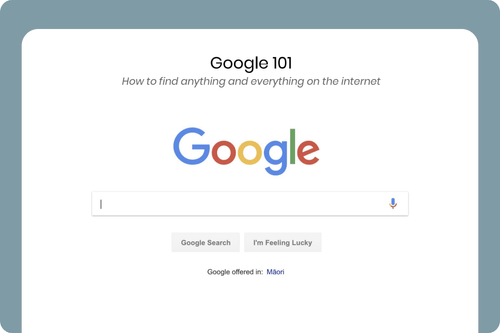 Google 101
How to find anything and everything on the internet
Google
Google Search
I'm Feeling Lucky
Google offered in: Māori